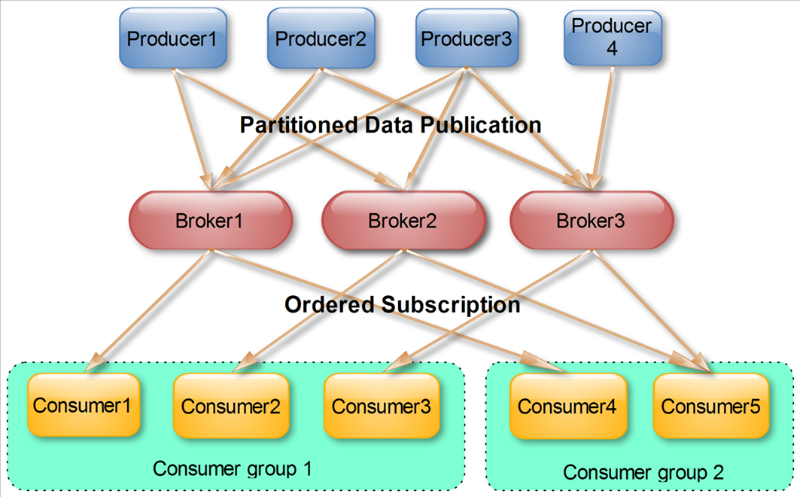 Producer1
Producer2
Producer3
Producer
4
Partitioned Data Publication
Broker1
Broker2
Broker3
Ordered Subscription
Consumer1
Consumer2
Consumer3
Consumer4
Consumer5
Consumer group 1
Consumer group 2